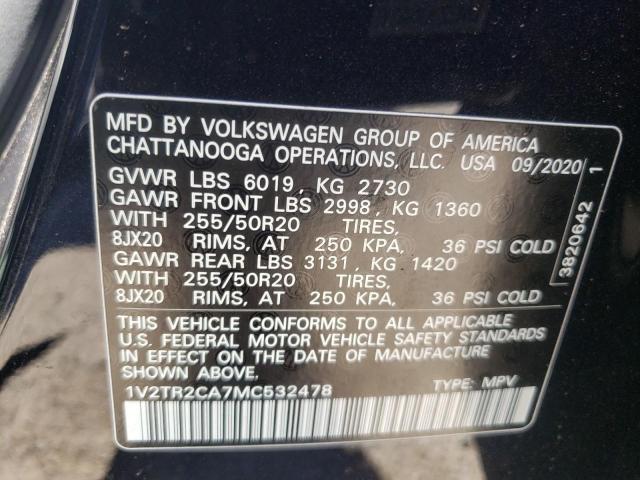 MFD BY VOLKSWAGEN GROUP OF AMERICA
CHATTANOOGA OPERATIONS, LLC. USA 09/2020
GVWR LBS 6019, KG 2730
GAWR FRONT LBS 2998, KG 1360
WITH 255/50R20 TIRES,
8JX20 RIMS, AT 250 KPA, 36 PSI COLD
GAWR REAR LBS 3131, KG 1420
WITH 255/50R20 TIRES,
8JX20 RIMS, AT 250 KPA, 36 PSI COLD
THIS VEHICLE CONFORMS TO ALL APPLICABLE
U.S. FEDERAL MOTOR VEHICLE SAFETY STANDARDS
IN EFFECT ON THE DATE OF MANUFACTURE
SHOWN ABOVE.
1V2TR2CA7MC532478 TYPE: MPV
3820642 1